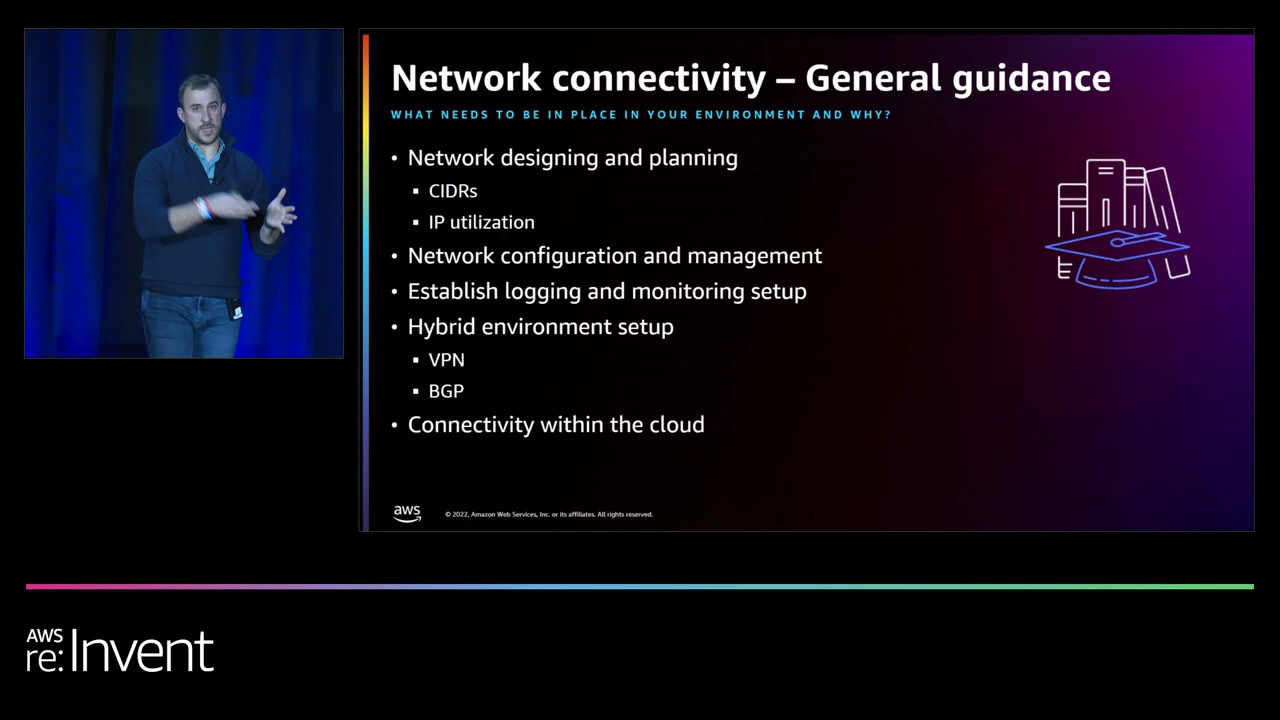 Network connectivity – General guidance
WHAT NEEDS TO BE IN PLACE IN YOUR ENVIRONMENT AND WHY?
• Network designing and planning
▪ CIDRs
▪ IP utilization
• Network configuration and management
• Establish logging and monitoring setup
• Hybrid environment setup
▪ VPN
▪ BGP
• Connectivity within the cloud
aws
© 2022, Amazon Web Services, Inc. or its affiliates. All rights reserved.
AWS
re:Invent